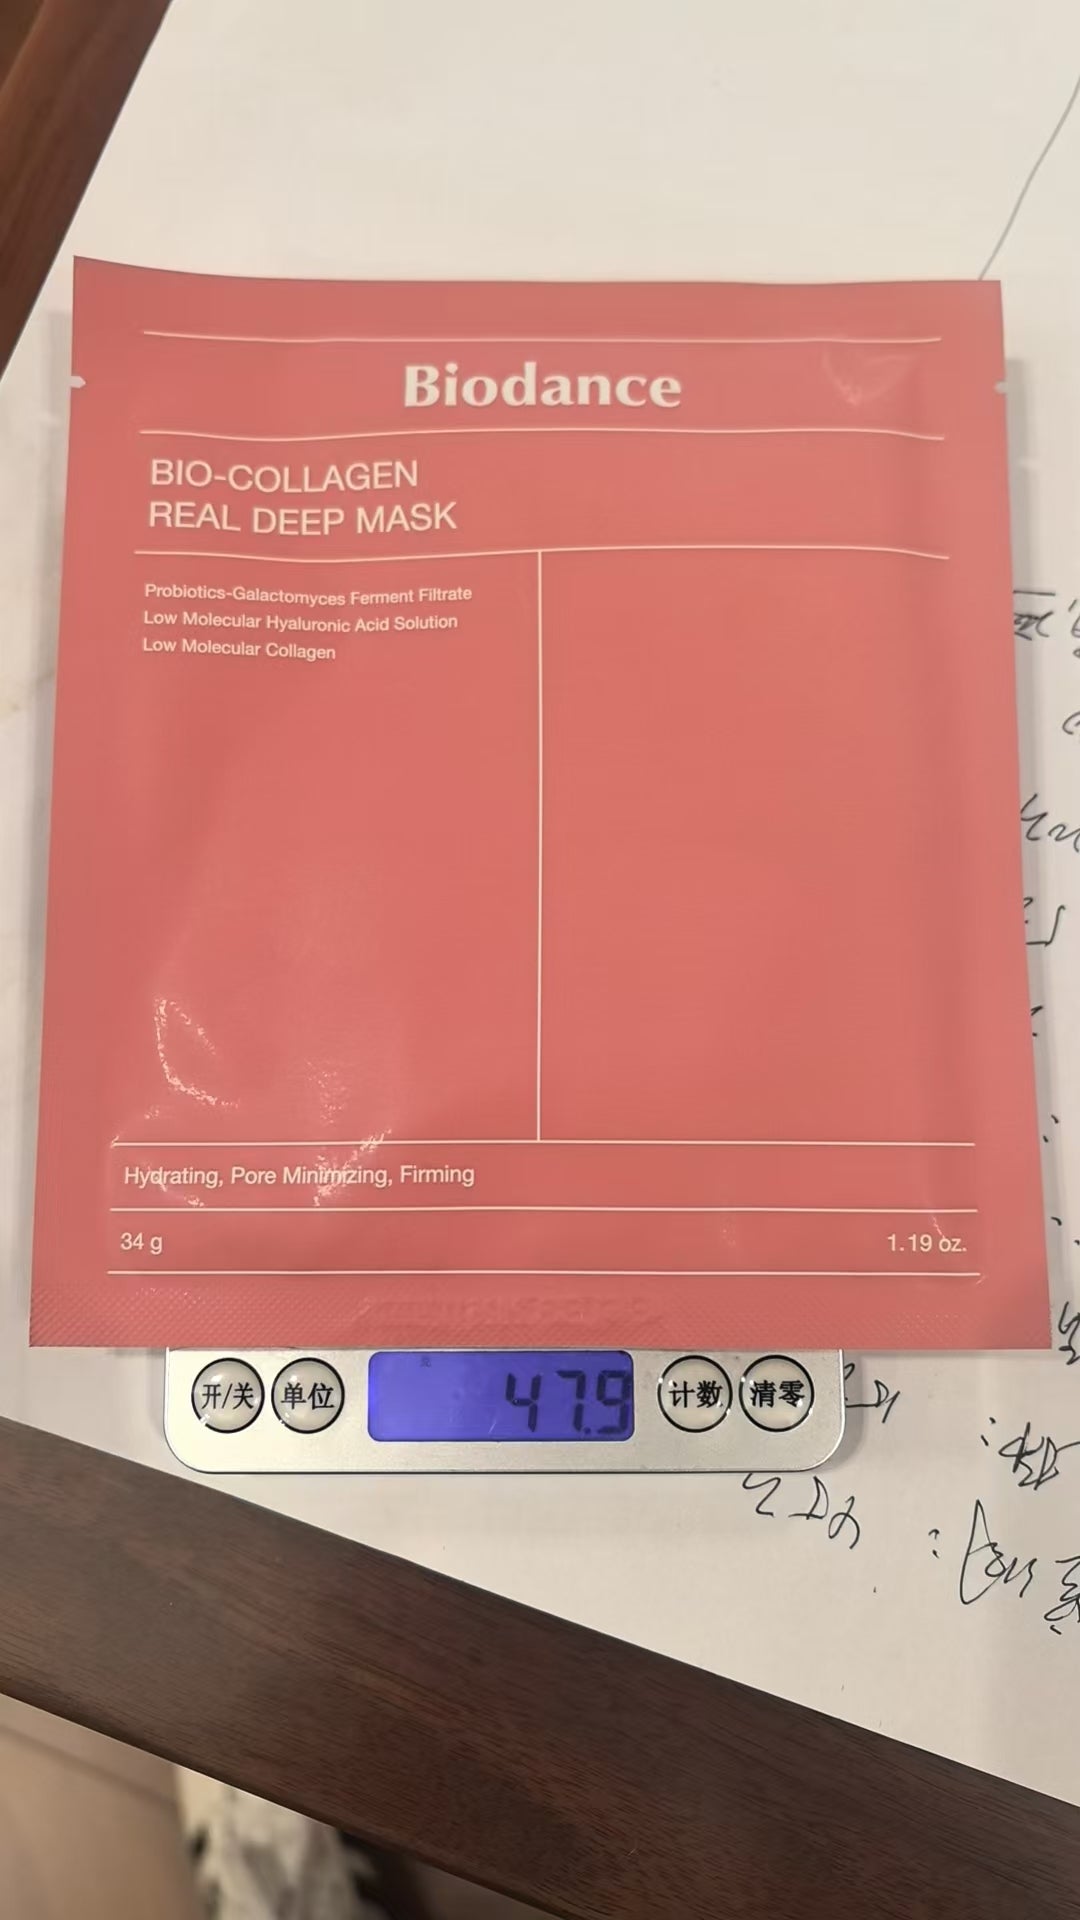 Biodance
BIO-COLLAGEN
REAL DEEP MASK
Probiotics-Galactomyces Ferment Filtrate
Low Molecular Hyaluronic Acid Solution
Low Molecular Collagen
Hydrating, Pore Minimizing, Firming
34 g 1.19 oz.
开/关 单位 克 47.9 计数 清零